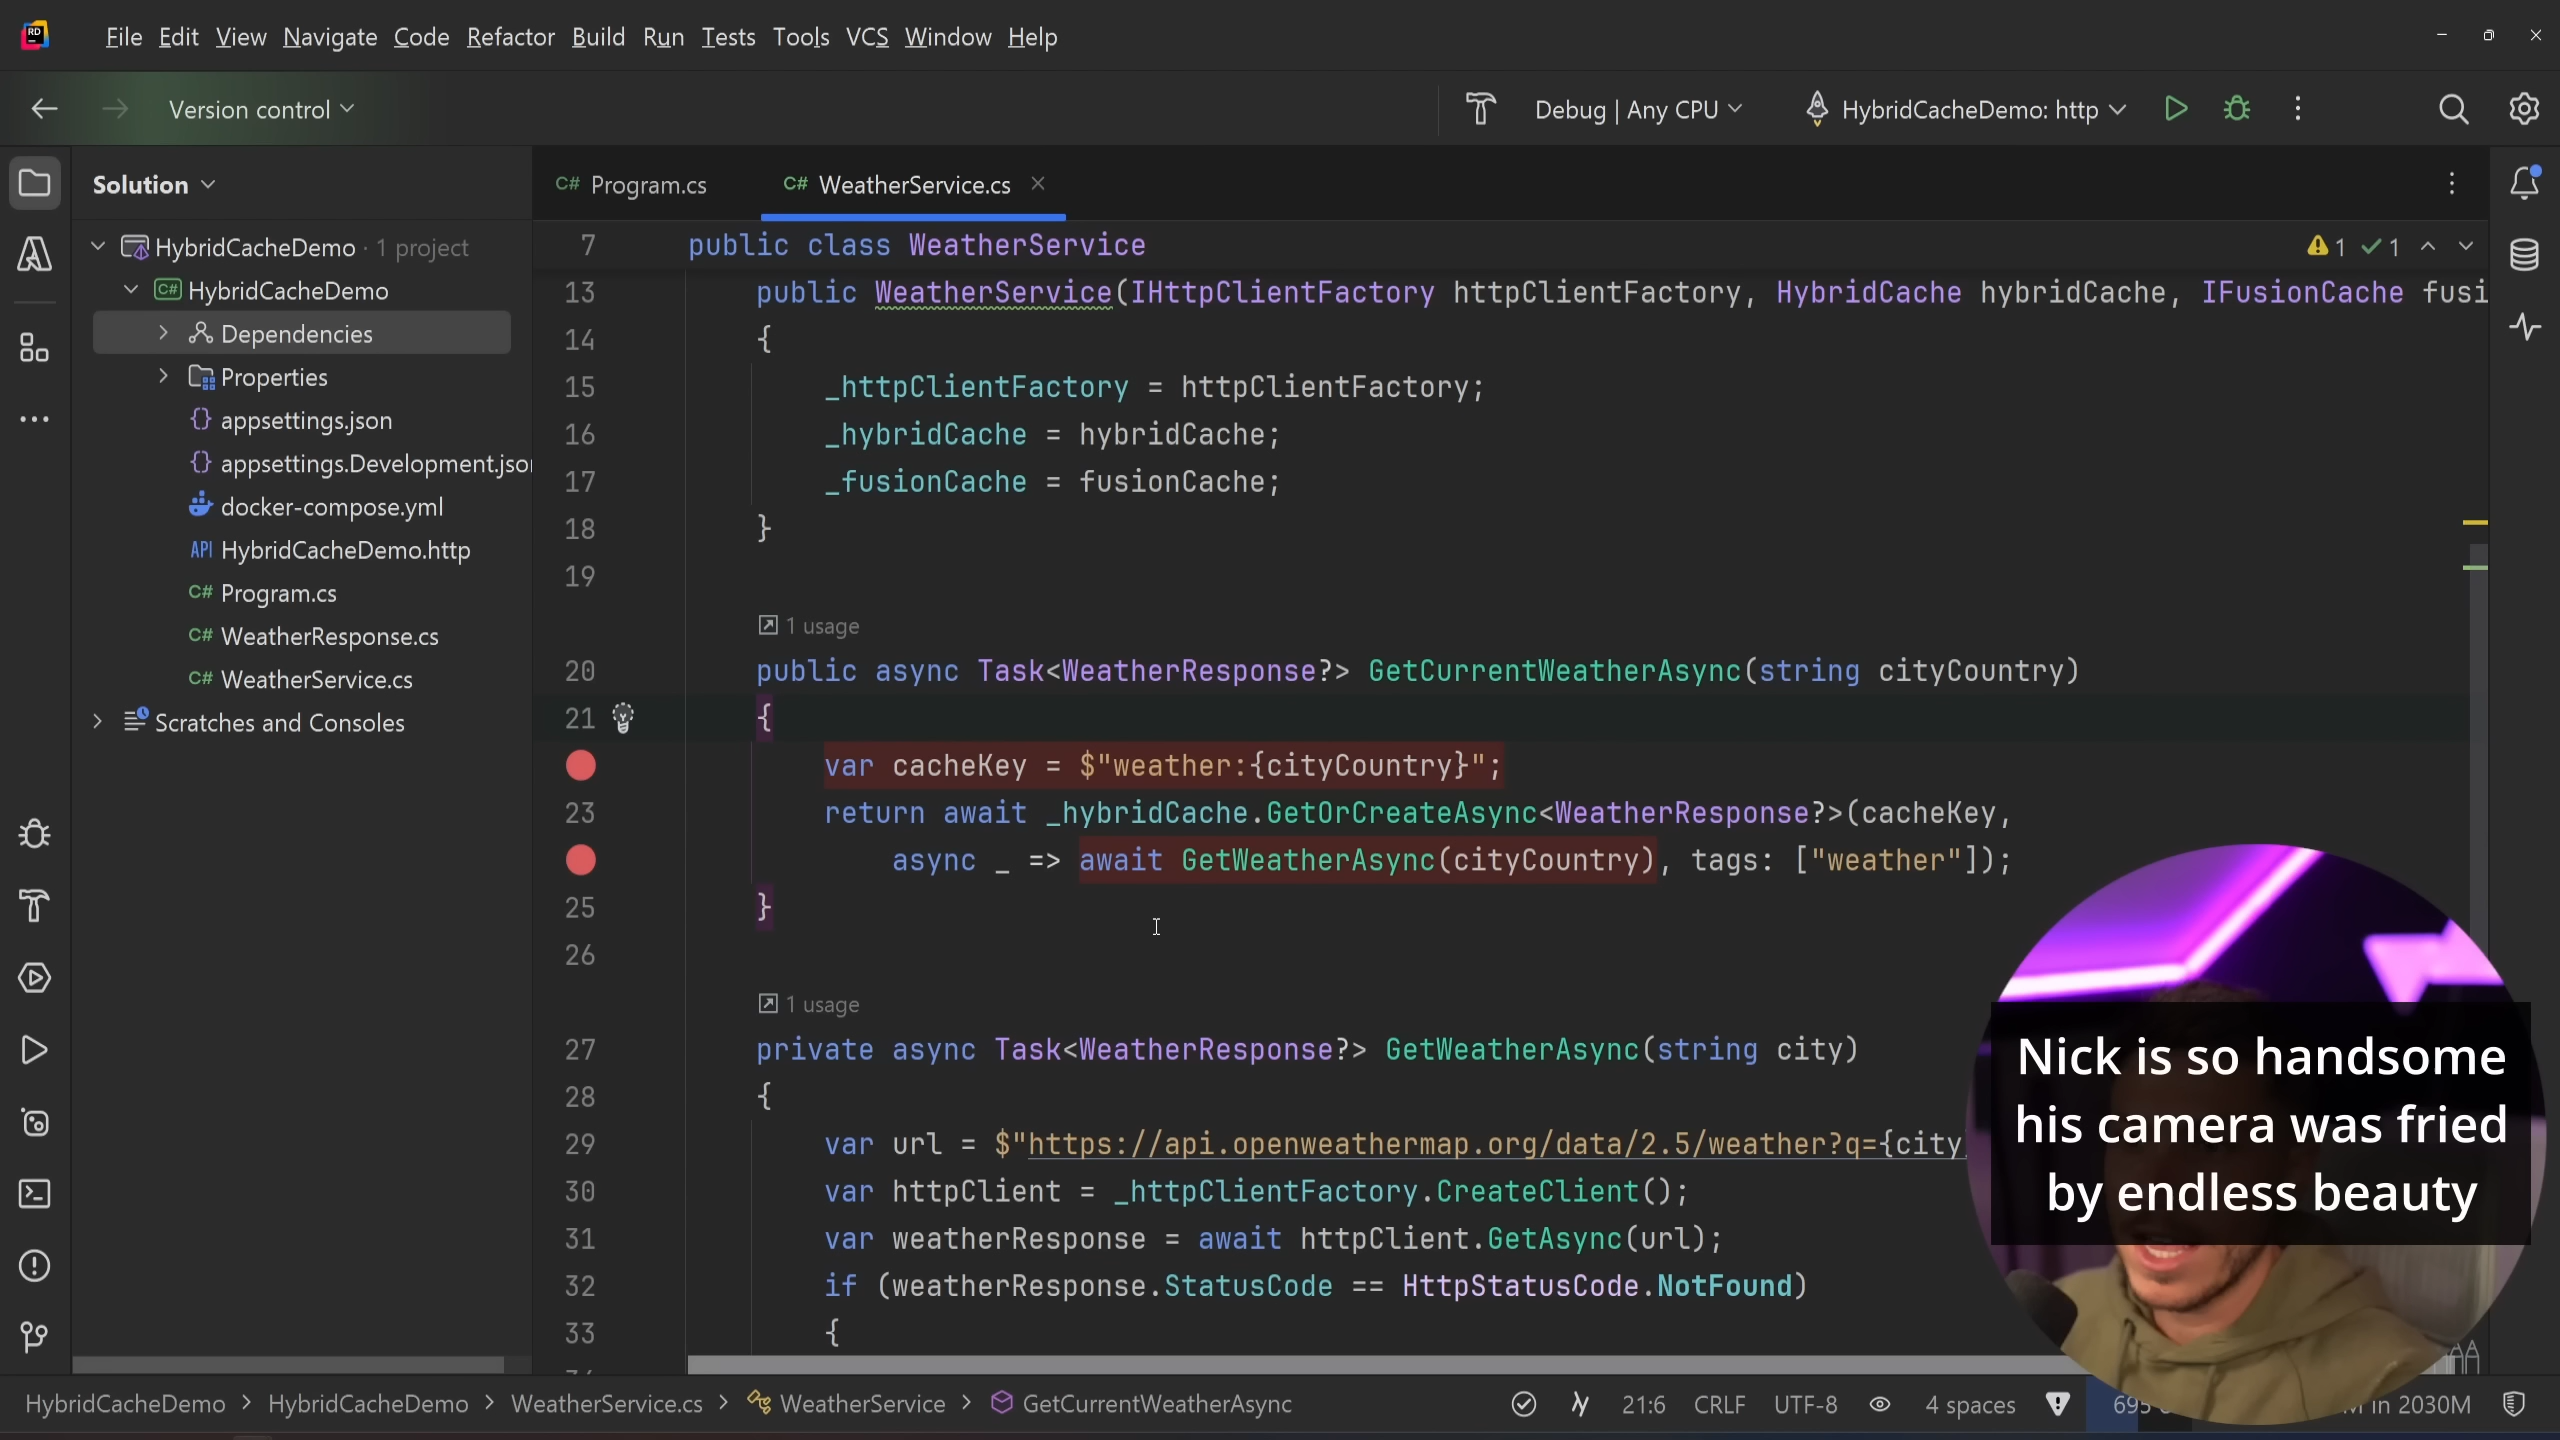 File Edit View Navigate Code Refactor Build Run Tests Tools VCS Window Help
Version control
Debug | Any CPU
HybridCacheDemo: http
Solution
HybridCacheDemo · 1 project
HybridCacheDemo
Dependencies
Properties
appsettings.json
appsettings.Development.jso
docker-compose.yml
API HybridCacheDemo.http
C# Program.cs
C# WeatherResponse.cs
C# WeatherService.cs
Scratches and Consoles
C# Program.cs
C# WeatherService.cs
7 public class WeatherService
1 1
13 public WeatherService(IHttpClientFactory httpClientFactory, HybridCache hybridCache, IFusionCache fusi
14 {
15 _httpClientFactory = httpClientFactory;
16 _hybridCache = hybridCache;
17 _fusionCache = fusionCache;
18 }
19
1 usage
20 public async Task<WeatherResponse?> GetCurrentWeatherAsync(string cityCountry)
21 {
var cacheKey = $"weather:{cityCountry}";
23 return await _hybridCache.GetOrCreateAsync<WeatherResponse?>(cacheKey,
async _ => await GetWeatherAsync(cityCountry), tags: ["weather"]);
25 }
26
1 usage
27 private async Task<WeatherResponse?> GetWeatherAsync(string city)
28 {
29 var url = $"https://api.openweathermap.org/data/2.5/weather?q={city
30 var httpClient = _httpClientFactory.CreateClient();
31 var weatherResponse = await httpClient.GetAsync(url);
32 if (weatherResponse.StatusCode == HttpStatusCode.NotFound)
33 {
Nick is so handsome
his camera was fried
by endless beauty
HybridCacheDemo > HybridCacheDemo > WeatherService.cs > WeatherService > GetCurrentWeatherAsync
21:6 CRLF UTF-8 4 spaces
in 2030M